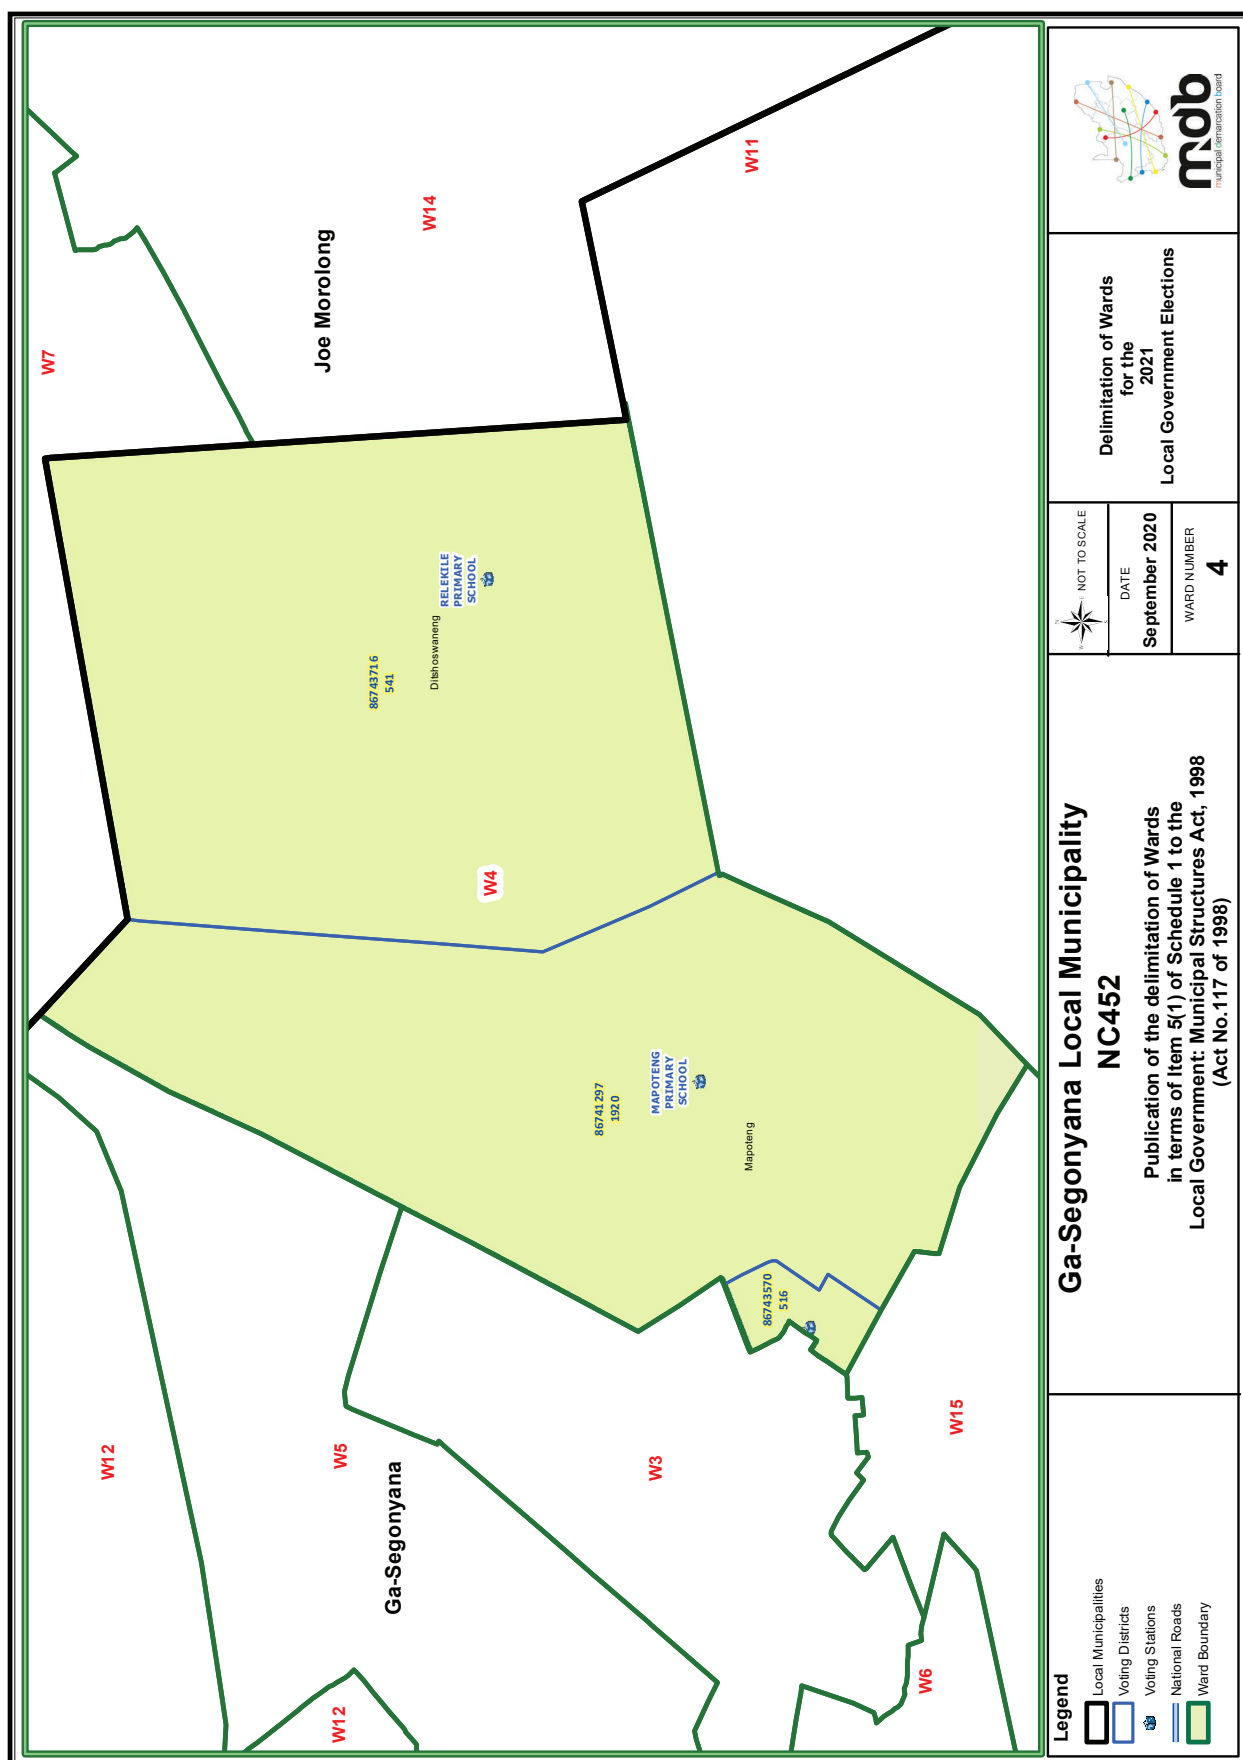 W7
W14
W11
Joe Morolong
RELEKILE
PRIMARY
SCHOOL
Ditshoswaneng
86743716
541
W4
MAPOTENG
PRIMARY
SCHOOL
86741297
1920
Mapoteng
86743570
516
W12
W5
Ga-Segonyana
W3
W15
W12
W6
Legend
Local Municipalities
Voting Districts
Voting Stations
National Roads
Ward Boundary
Ga-Segonyana Local Municipality
NC452
Publication of the delimitation of Wards
in terms of Item 5(1) of Schedule 1 to the
Local Government: Municipal Structures Act, 1998
(Act No.117 of 1998)
N
W
E
S
NOT TO SCALE
DATE
September 2020
WARD NUMBER
4
Delimitation of Wards
for the
2021
Local Government Elections
mdb
municipal demarcation board